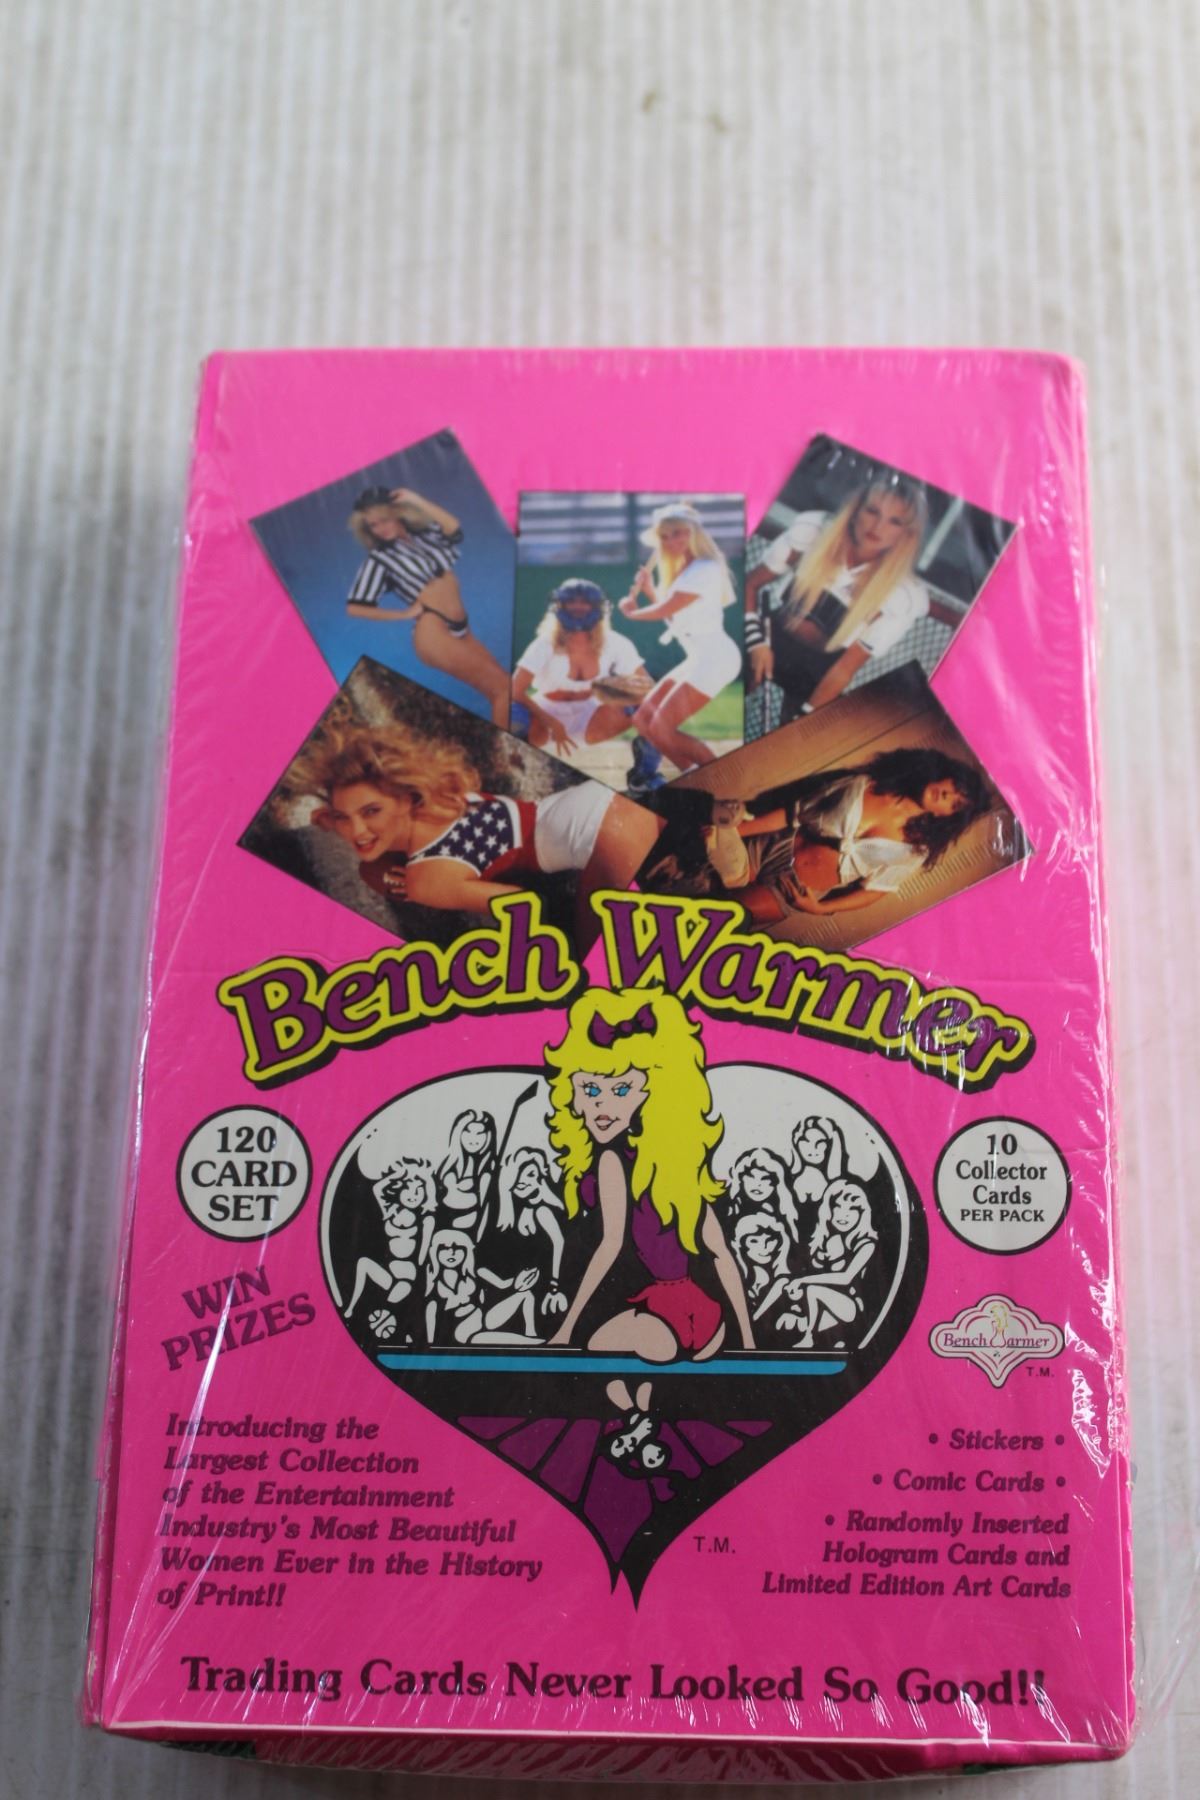 Bench Warmer
120
CARD
SET
10
Collector
Cards
PER PACK
WIN
PRIZES
Bench Warmer
T.M.
Introducing the
Largest Collection
of the Entertainment
Industry's Most Beautiful
Women Ever in the History
of Print!!
• Stickers •
• Comic Cards •
• Randomly Inserted
Hologram Cards and
Limited Edition Art Cards
T.M.
Trading Cards Never Looked So Good!!